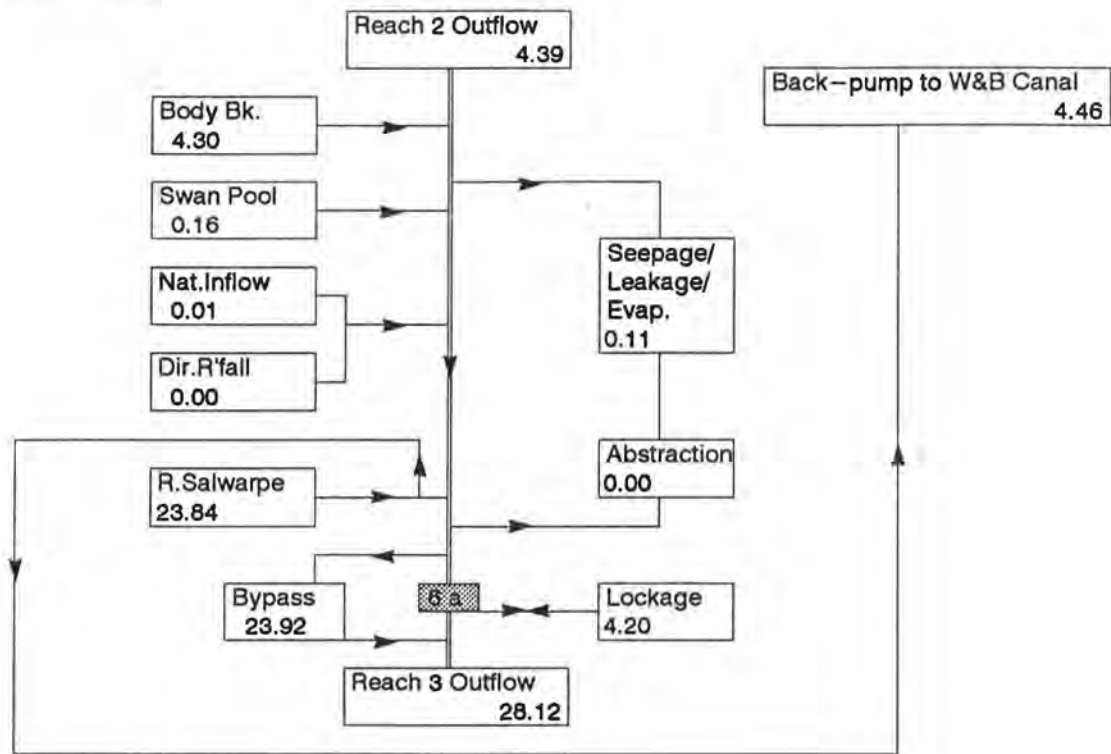 Reach 2 Outflow
4.39
Back-pump to W&B Canal
4.46
Body Bk.
4.30
Swan Pool
0.16
Nat.Inflow
0.01
Dir.R'fall
0.00
Seepage/
Leakage/
Evap.
0.11
Abstraction
0.00
R.Salwarpe
23.84
Bypass
23.92
6 a
Lockage
4.20
Reach 3 Outflow
28.12